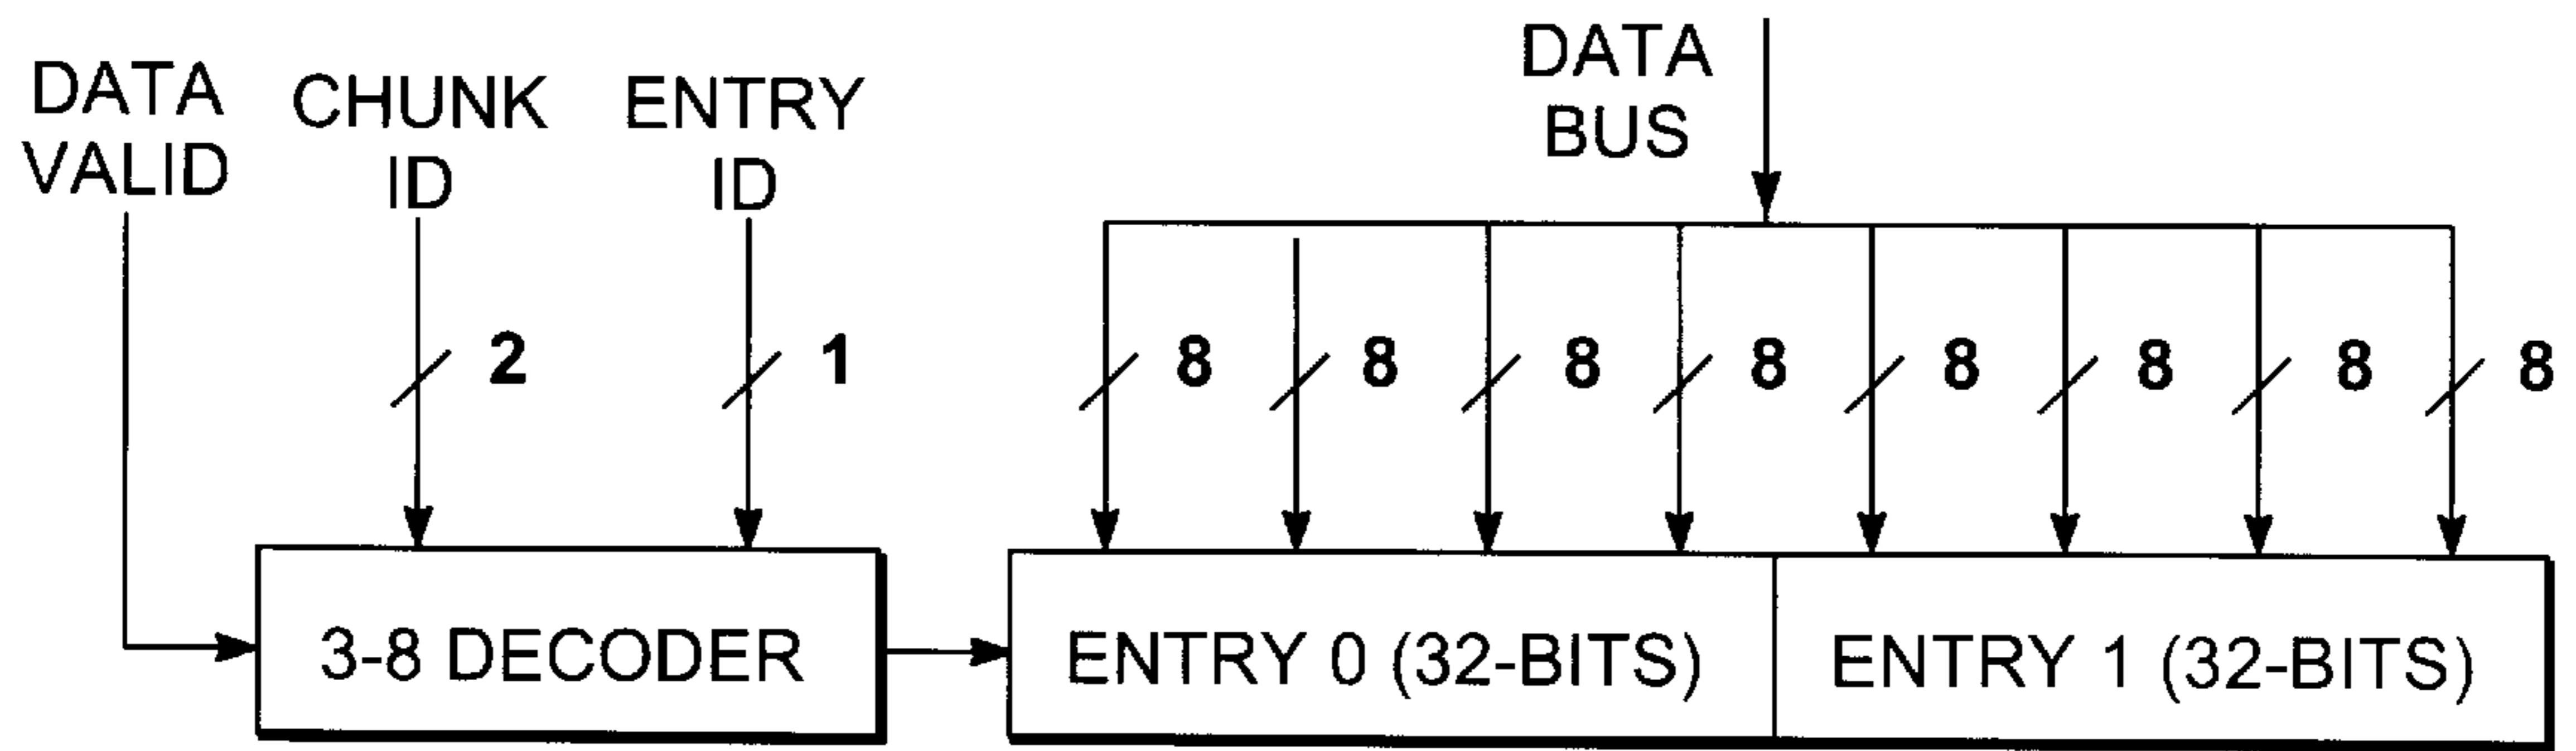 DATA
VALID
CHUNK
ID
ENTRY
ID
DATA
BUS
2
1
8
8
8
8
8
8
8
8
3-8 DECODER
ENTRY 0 (32-BITS)
ENTRY 1 (32-BITS)